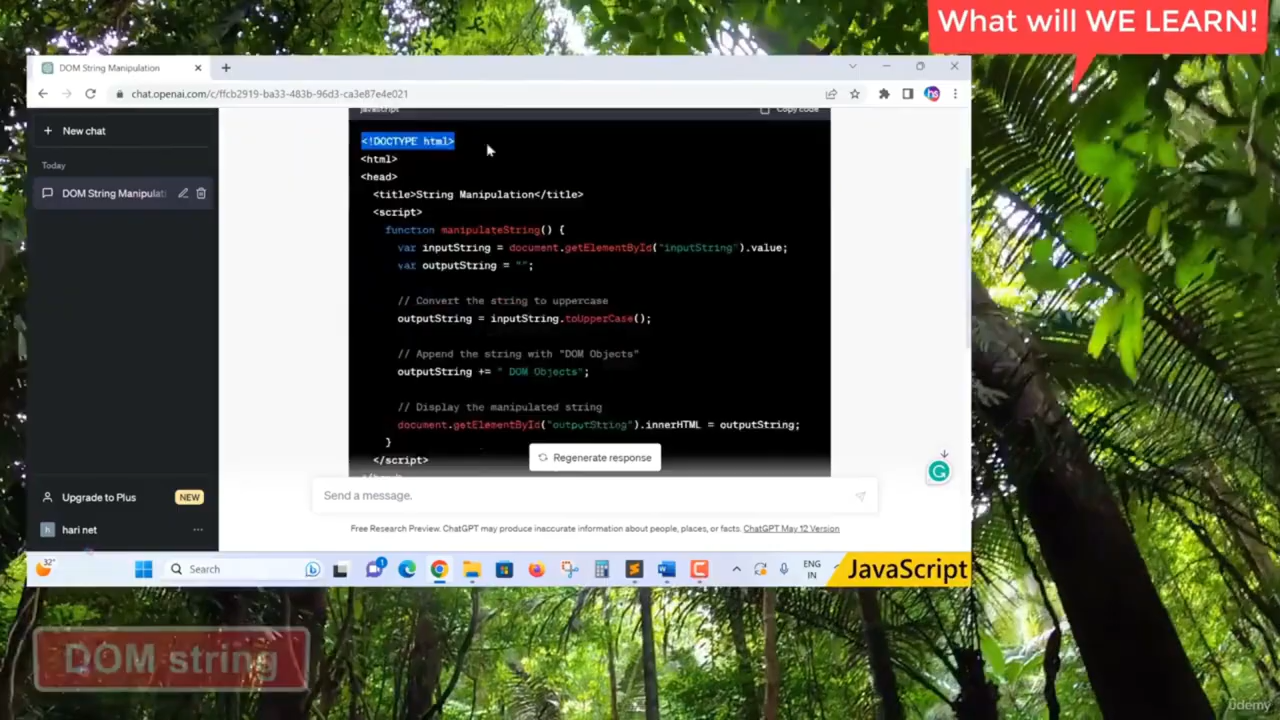 What will WE LEARN!
DOM String Manipulation
chat.openai.com/c/ffcb2919-ba33-483b-96d3-ca3e87e4e021
New chat
Today
DOM String Manipulat
javascript
Copy code
<!DOCTYPE html>
<html>
<head>
<title>String Manipulation</title>
<script>
function manipulateString() {
var inputString = document.getElementById("inputString").value;
var outputString = "";
// Convert the string to uppercase
outputString = inputString.toUpperCase();
// Append the string with "DOM Objects"
outputString += " DOM Objects";
// Display the manipulated string
document.getElementById("outputString").innerHTML = outputString;
}
</script>
Regenerate response
Send a message.
Free Research Preview. ChatGPT may produce inaccurate information about people, places, or facts. ChatGPT May 12 Version
Upgrade to Plus
NEW
h
hari net
32°
Search
1
ENG
IN
JavaScript
DOM string
ûdemy